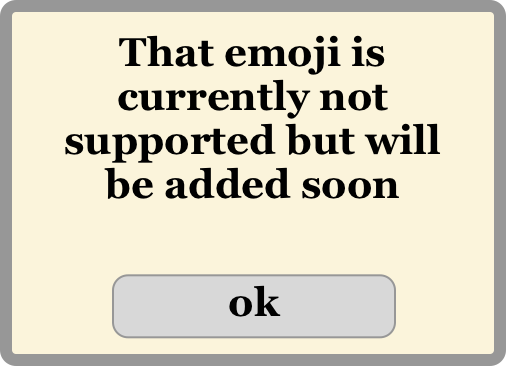 That emoji is
currently not
supported but will
be added soon
ok